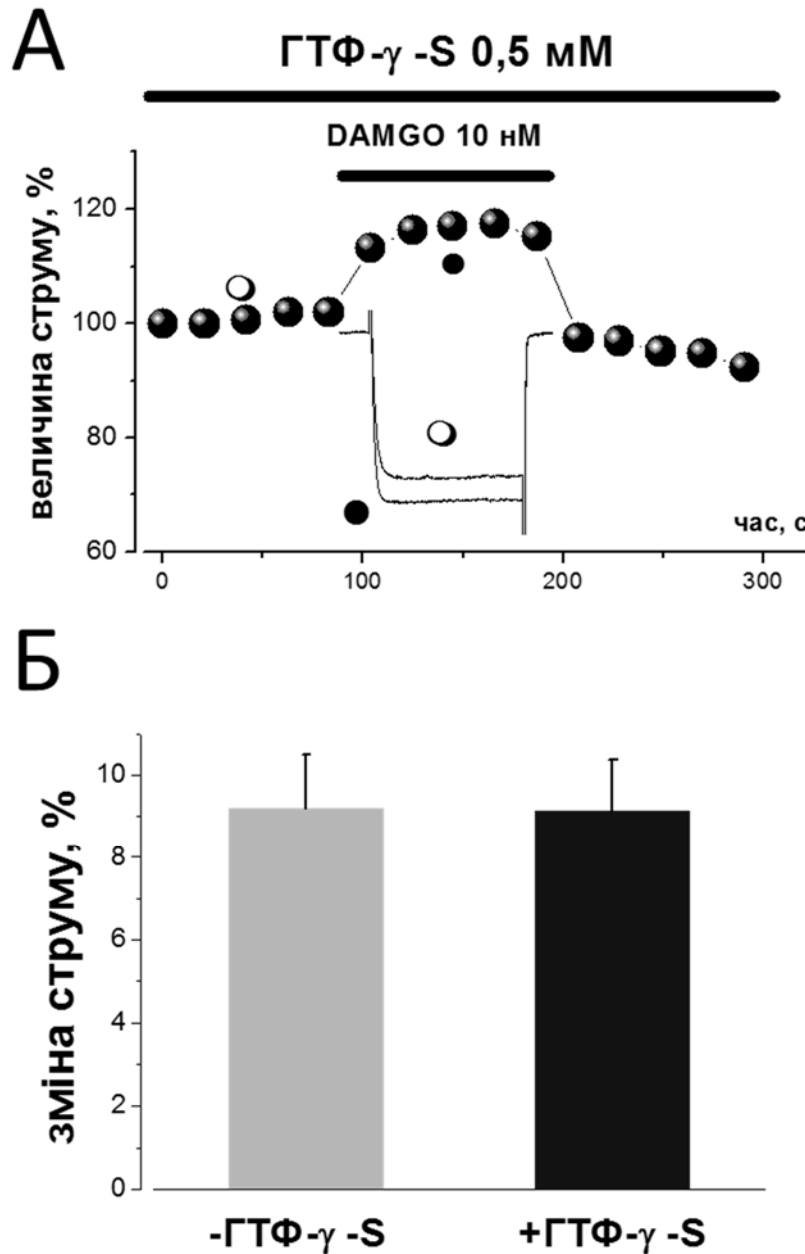 А
ГТФ-γ -S 0,5 мМ
DAMGO 10 нМ
величина струму, %
120
100
80
60
час, с
0
100
200
300
Б
зміна струму, %
10
8
6
4
2
0
-ГТФ-γ -S
+ГТФ-γ -S